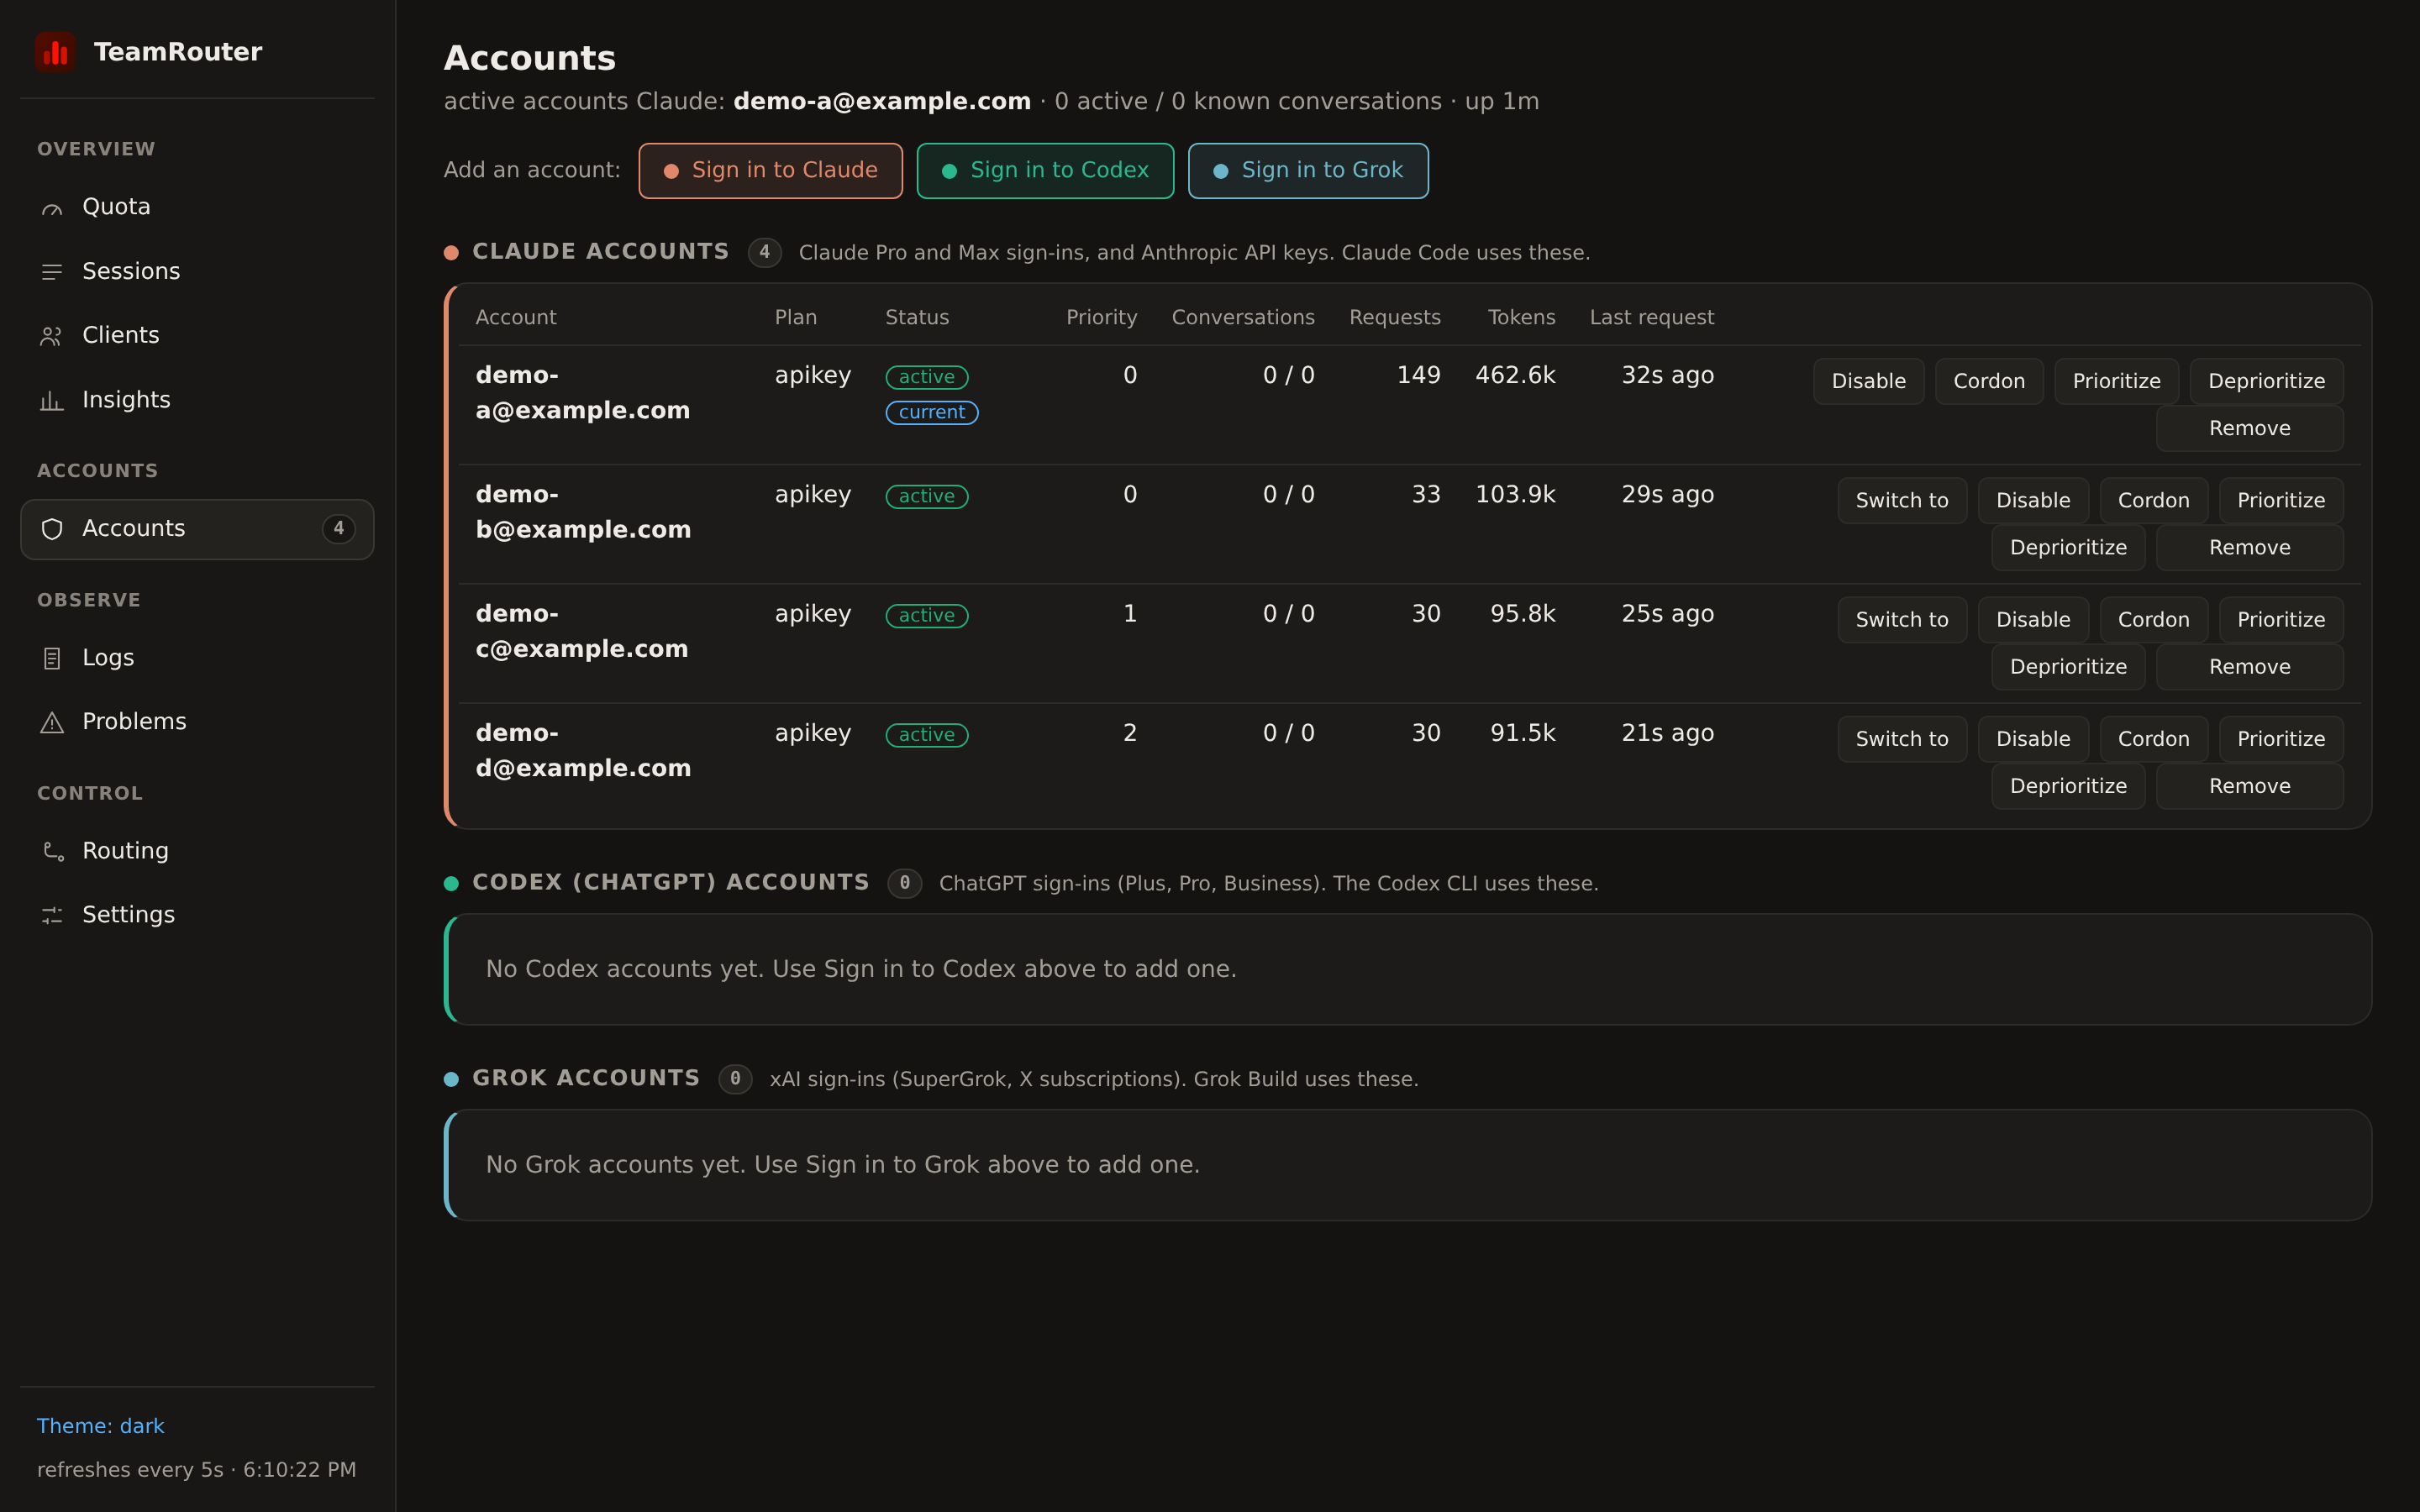 TeamRouter
OVERVIEW
Quota
Sessions
Clients
Insights
ACCOUNTS
Accounts 4
OBSERVE
Logs
Problems
CONTROL
Routing
Settings
Theme: dark
refreshes every 5s · 6:10:22 PM
Accounts
active accounts Claude: demo-a@example.com · 0 active / 0 known conversations · up 1m
Add an account: Sign in to Claude Sign in to Codex Sign in to Grok
CLAUDE ACCOUNTS 4 Claude Pro and Max sign-ins, and Anthropic API keys. Claude Code uses these.
Account Plan Status Priority Conversations Requests Tokens Last request
demo- apikey active 0 0 / 0 149 462.6k 32s ago Disable Cordon Prioritize Deprioritize
a@example.com current Remove
demo- apikey active 0 0 / 0 33 103.9k 29s ago Switch to Disable Cordon Prioritize
b@example.com Deprioritize Remove
demo- apikey active 1 0 / 0 30 95.8k 25s ago Switch to Disable Cordon Prioritize
c@example.com Deprioritize Remove
demo- apikey active 2 0 / 0 30 91.5k 21s ago Switch to Disable Cordon Prioritize
d@example.com Deprioritize Remove
CODEX (CHATGPT) ACCOUNTS 0 ChatGPT sign-ins (Plus, Pro, Business). The Codex CLI uses these.
No Codex accounts yet. Use Sign in to Codex above to add one.
GROK ACCOUNTS 0 xAI sign-ins (SuperGrok, X subscriptions). Grok Build uses these.
No Grok accounts yet. Use Sign in to Grok above to add one.